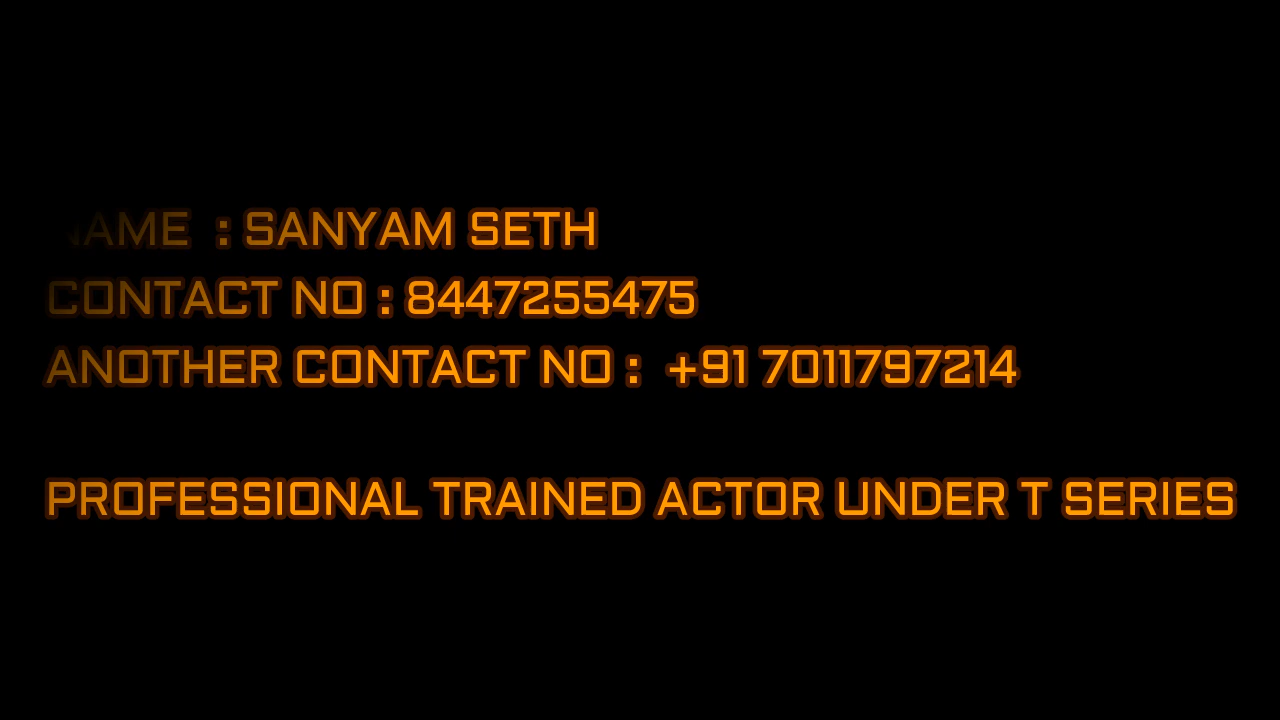 NAME : SANYAM SETH
CONTACT NO : 8447255475
ANOTHER CONTACT NO : +91 7011797214
PROFESSIONAL TRAINED ACTOR UNDER T SERIES